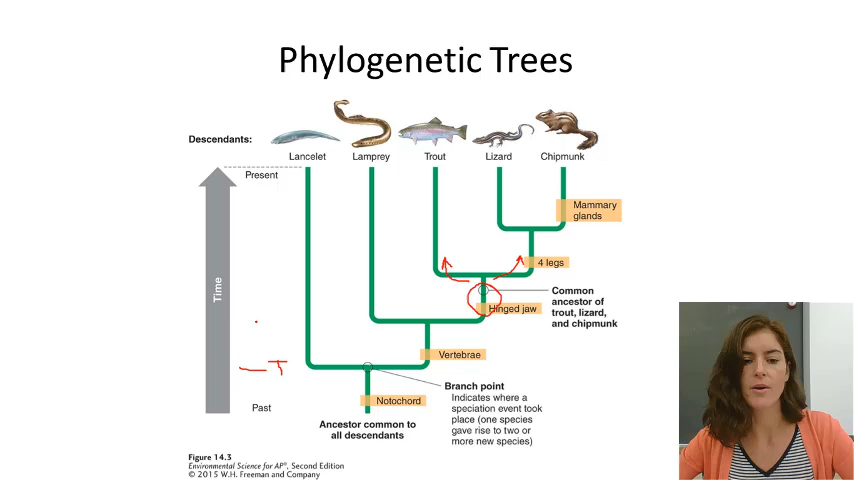 Phylogenetic Trees
Descendants:
Lancelet
Lamprey
Trout
Lizard
Chipmunk
Present
Mammary
glands
4 legs
Time
Common
ancestor of
trout, lizard,
and chipmunk
Hinged jaw
Vertebrae
T
Branch point
Indicates where a
speciation event took
place (one species
gave rise to two or
more new species)
Notochord
Past
Ancestor common to
all descendants
Figure 14.3
Environmental Science for AP®, Second Edition
© 2015 W.H. Freeman and Company